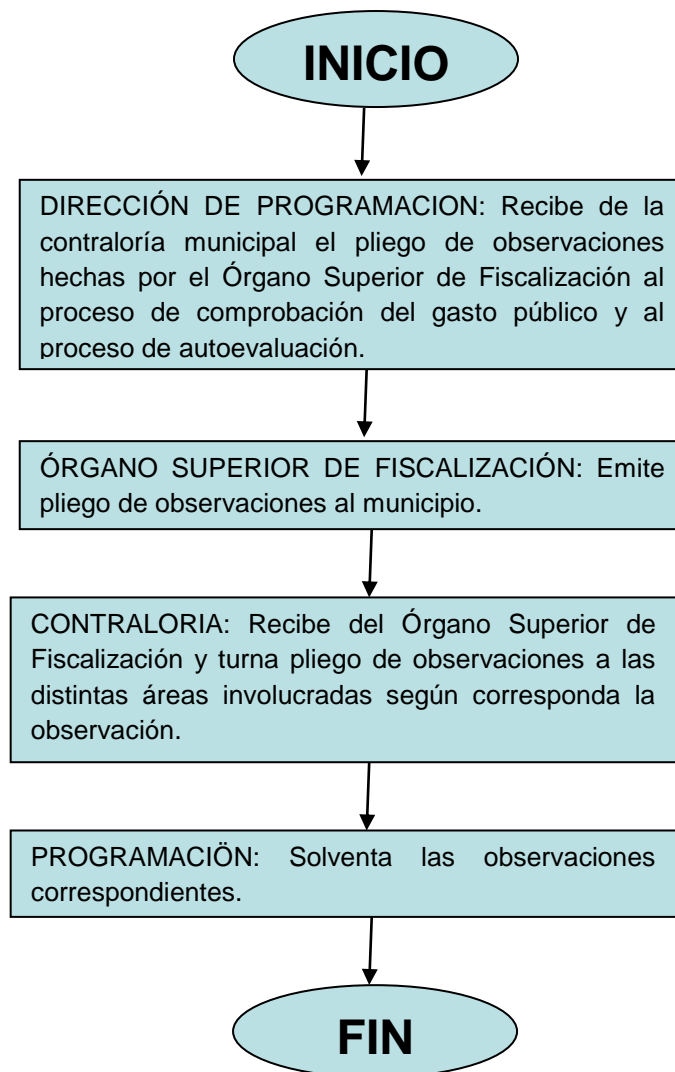 INICIO
DIRECCIÓN DE PROGRAMACION: Recibe de la
contraloría municipal el pliego de observaciones
hechas por el Órgano Superior de Fiscalización al
proceso de comprobación del gasto público y al
proceso de autoevaluación.
ÓRGANO SUPERIOR DE FISCALIZACIÓN: Emite
pliego de observaciones al municipio.
CONTRALORIA: Recibe del Órgano Superior de
Fiscalización y turna pliego de observaciones a las
distintas áreas involucradas según corresponda la
observación.
PROGRAMACIÖN: Solventa las observaciones
correspondientes.
FIN